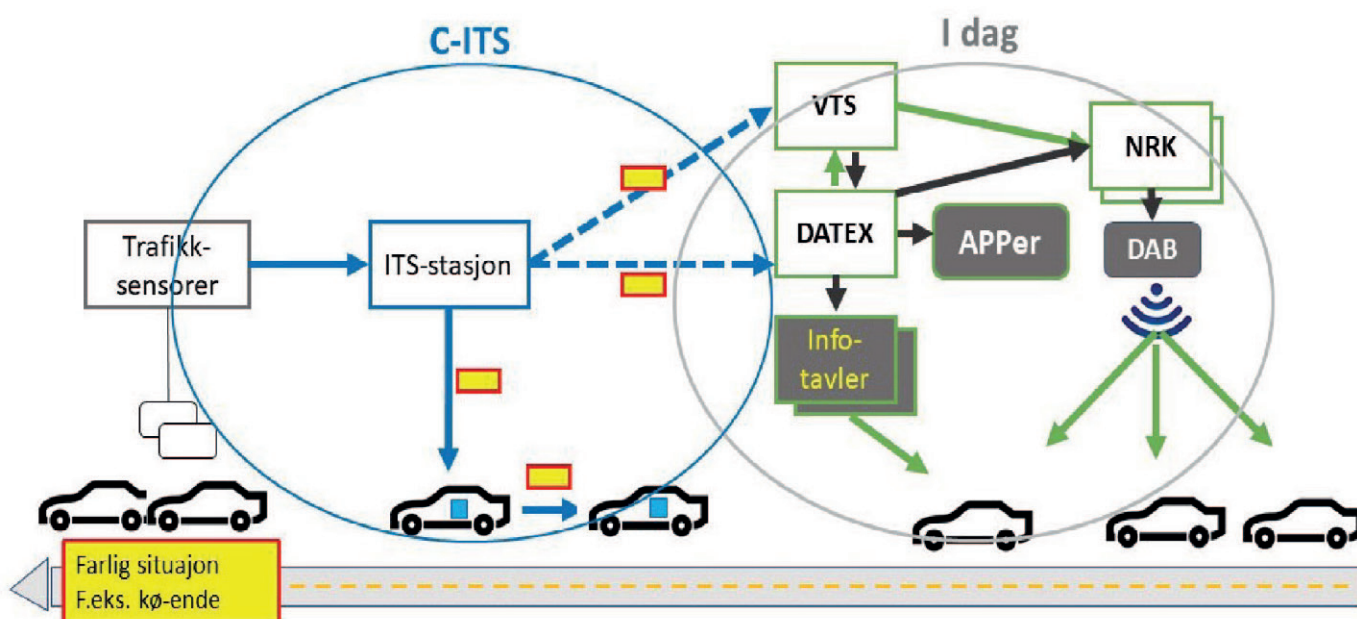 C-ITS
I dag
VTS
NRK
Trafikk-
sensorer
ITS-stasjon
DATEX
APPer
DAB
Info-
tavler
Farlig situajon
F.eks. kø-ende